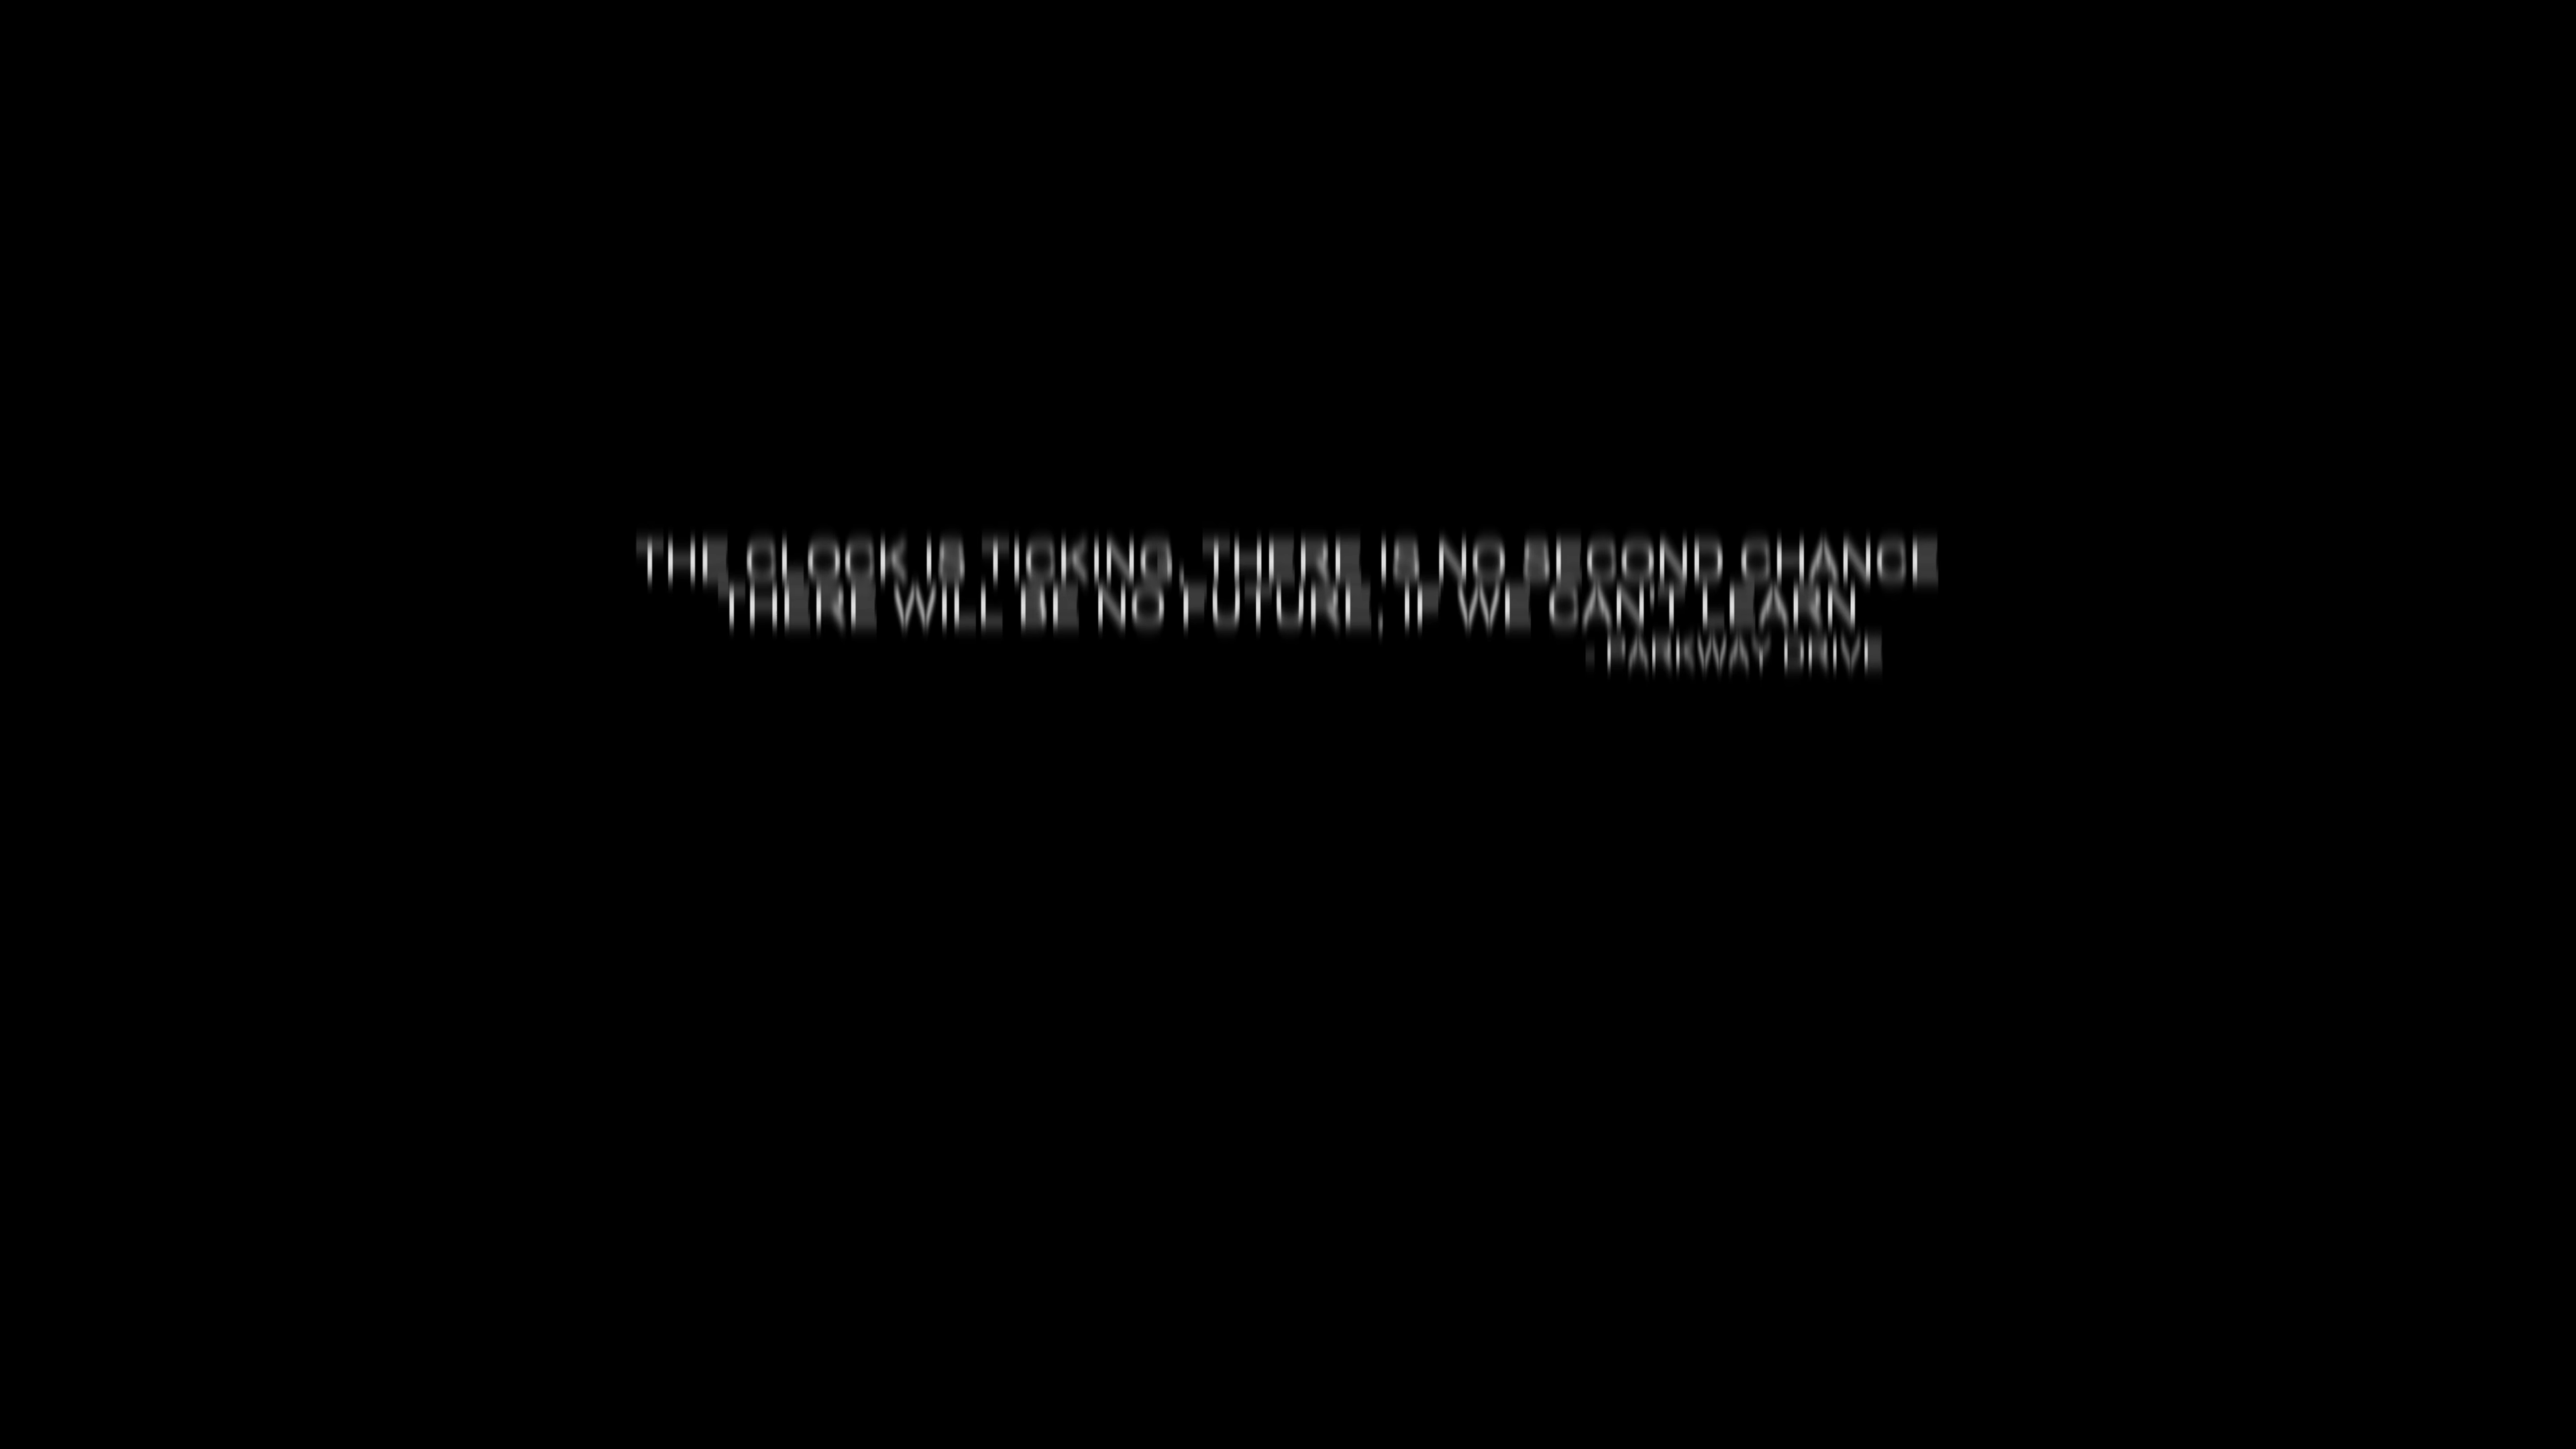 THE CLOCK IS TICKING, THERE IS NO SECOND CHANCE
THERE WILL BE NO FUTURE, IF WE CAN'T LEARN
- PARKWAY DRIVE